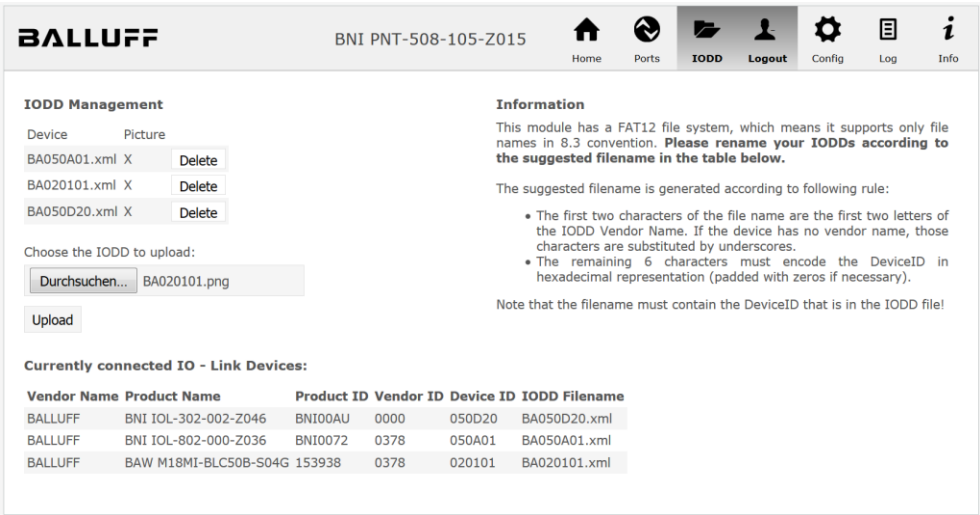 BALLUFF
BNI PNT-508-105-Z015
Home Ports IODD Logout Config Log Info
IODD Management
Device Picture
BA050A01.xml X Delete
BA020101.xml X Delete
BA050D20.xml X Delete
Choose the IODD to upload:
Durchsuchen... BA020101.png
Upload
Information
This module has a FAT12 file system, which means it supports only file
names in 8.3 convention. Please rename your IODDs according to
the suggested filename in the table below.
The suggested filename is generated according to following rule:
• The first two characters of the file name are the first two letters of
the IODD Vendor Name. If the device has no vendor name, those
characters are substituted by underscores.
• The remaining 6 characters must encode the DeviceID in
hexadecimal representation (padded with zeros if necessary).
Note that the filename must contain the DeviceID that is in the IODD file!
Currently connected IO - Link Devices:
Vendor Name Product Name Product ID Vendor ID Device ID IODD Filename
BALLUFF BNI IOL-302-002-Z046 BNI00AU 0000 050D20 BA050D20.xml
BALLUFF BNI IOL-802-000-Z036 BNI0072 0378 050A01 BA050A01.xml
BALLUFF BAW M18MI-BLC50B-S04G 153938 0378 020101 BA020101.xml